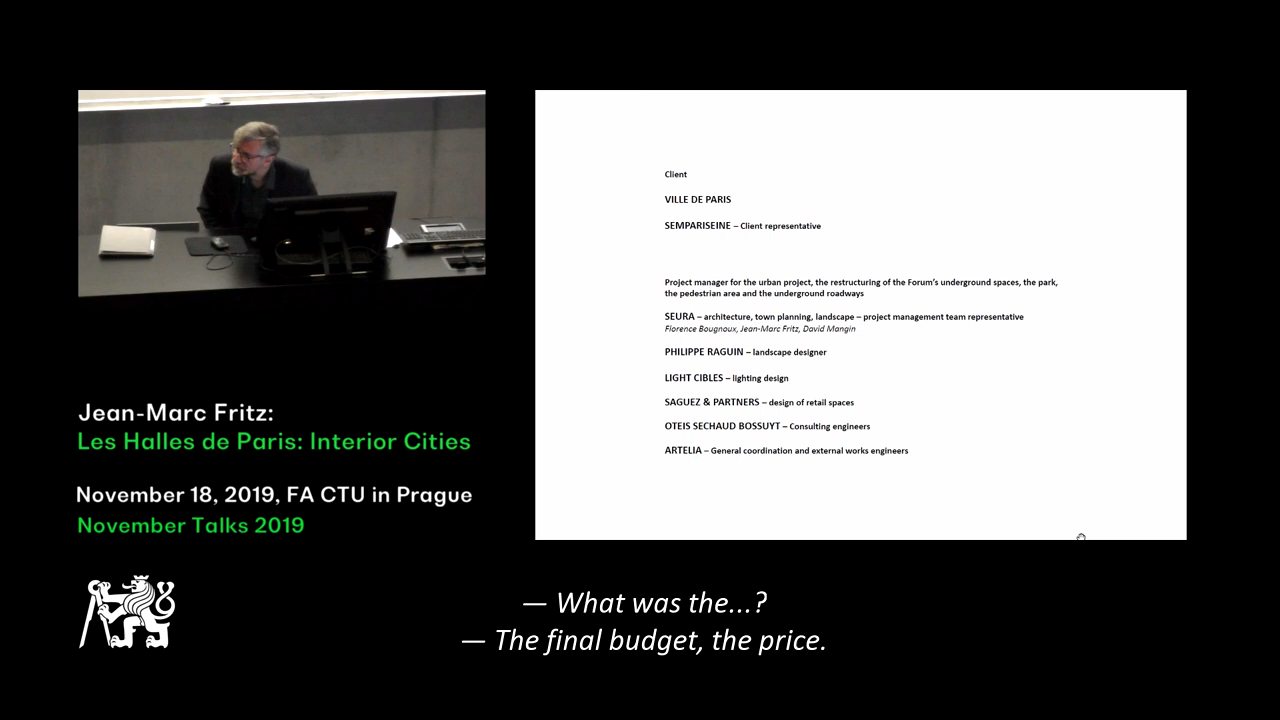 Client
VILLE DE PARIS
SEMPARISEINE – Client representative
Project manager for the urban project, the restructuring of the Forum's underground spaces, the park,
the pedestrian area and the underground roadways
SEURA – architecture, town planning, landscape – project management team representative
Florence Bougnoux, Jean-Marc Fritz, David Mangin
PHILIPPE RAGUIN – landscape designer
LIGHT CIBLES – lighting design
SAGUEZ & PARTNERS – design of retail spaces
OTEIS SECHAUD BOSSUYT – Consulting engineers
ARTELIA – General coordination and external works engineers
Jean-Marc Fritz:
Les Halles de Paris: Interior Cities
November 18, 2019, FA CTU in Prague
November Talks 2019
— What was the...?
— The final budget, the price.